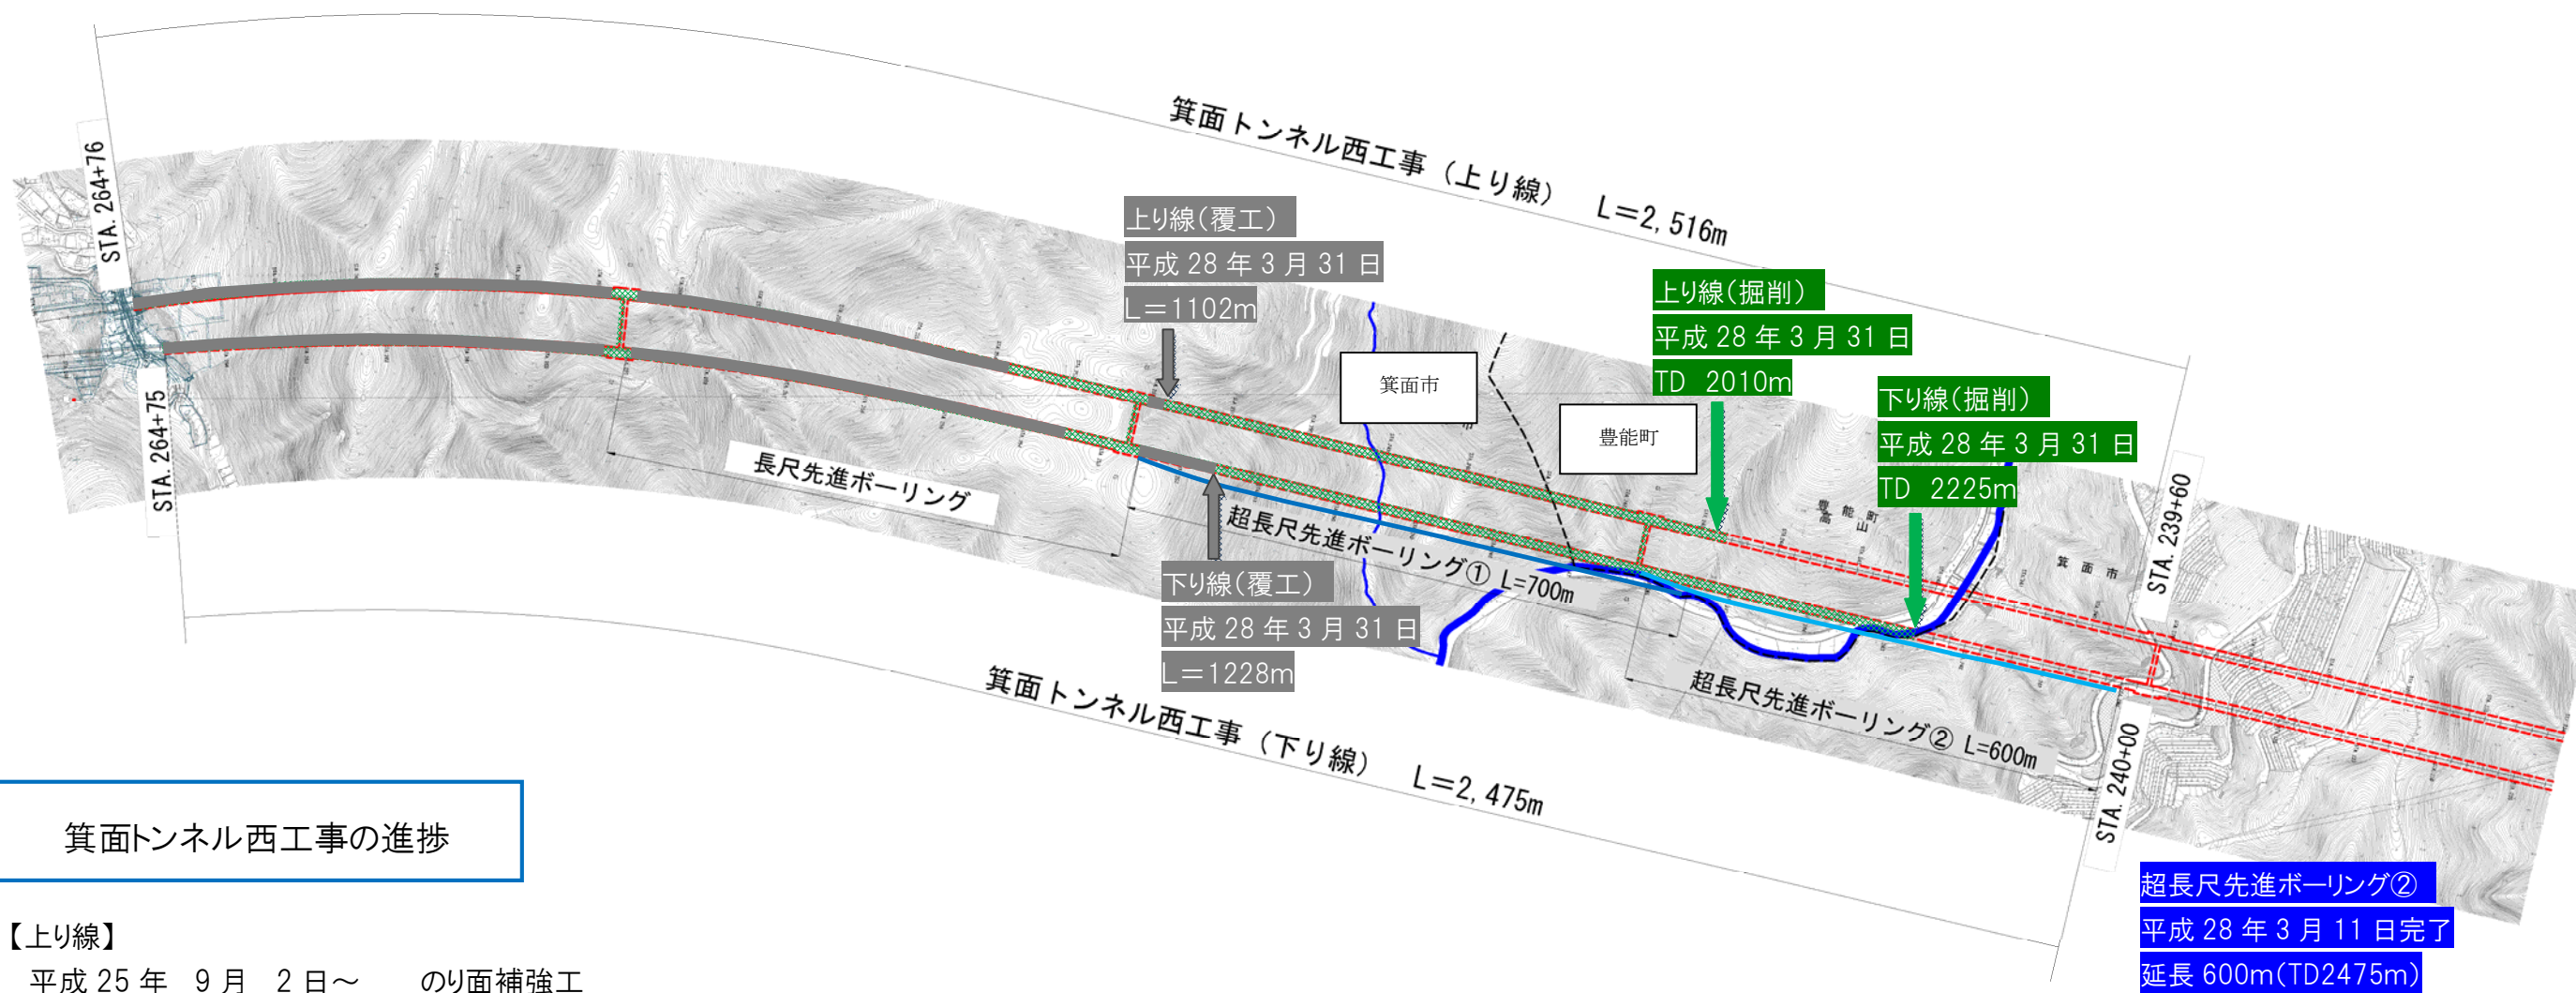 箕面トンネル西工事（上り線）　L＝2,516m
STA. 264+76
上り線(覆工)
平成 28 年 3 月 31 日
L＝1102m
上り線(掘削)
平成 28 年 3 月 31 日
TD 2010m
箕面市
豊能町
下り線(掘削)
平成 28 年 3 月 31 日
TD 2225m
STA. 264+75
長尺先進ボーリング
超長尺先進ボーリング① L=700m
豊能町
高山
箕面市
STA. 239+60
下り線(覆工)
平成 28 年 3 月 31 日
L＝1228m
超長尺先進ボーリング② L=600m
箕面トンネル西工事（下り線）　L＝2,475m
STA. 240+00
箕面トンネル西工事の進捗
超長尺先進ボーリング②
平成 28 年 3 月 11 日完了
延長 600m(TD2475m)
【上り線】
平成 25 年 9 月 2 日～ のり面補強工